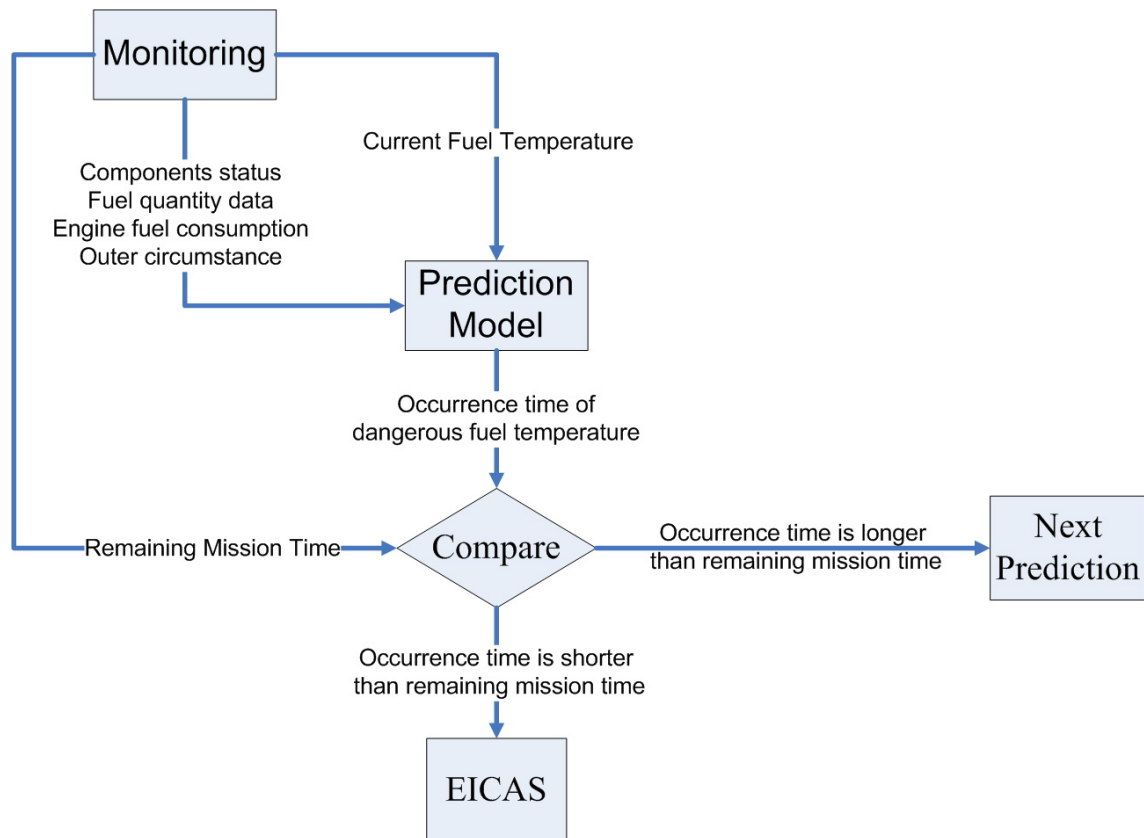 Monitoring
Current Fuel Temperature
Components status
Fuel quantity data
Engine fuel consumption
Outer circumstance
Prediction
Model
Occurrence time of
dangerous fuel temperature
Remaining Mission Time
Compare
Occurrence time is longer
than remaining mission time
Next
Prediction
Occurrence time is shorter
than remaining mission time
EICAS